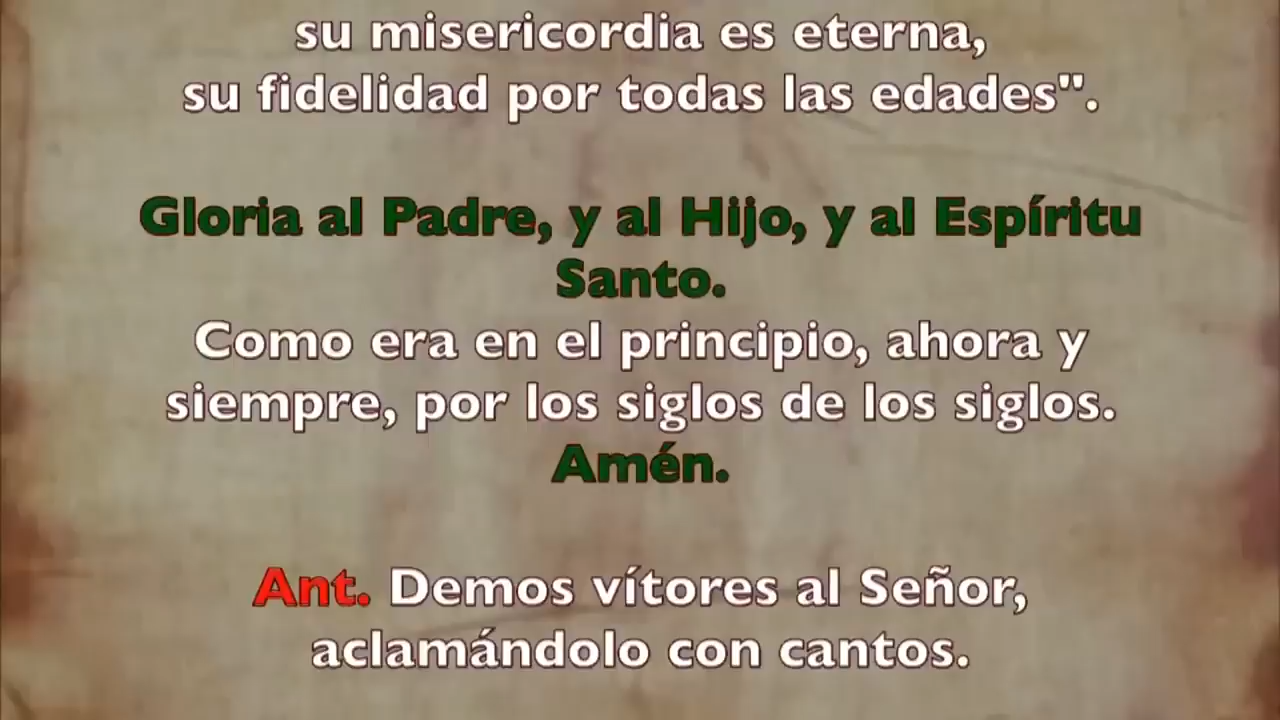 su misericordia es eterna,
su fidelidad por todas las edades".
Gloria al Padre, y al Hijo, y al Espíritu
Santo.
Como era en el principio, ahora y
siempre, por los siglos de los siglos.
Amén.
Ant. Demos vítores al Señor,
aclamándolo con cantos.